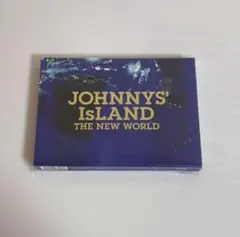 JOHNNYS'
IsLAND
THE NEW WORLD